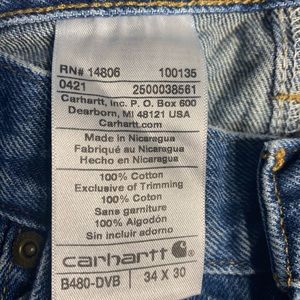 RN# 14806 100135
0421 2500038561
Carhartt, Inc. P.O. Box 600
Dearborn, MI 48121 USA
Carhartt.com
Made in Nicaragua
Fabriqué au Nicaragua
Hecho en Nicaragua
100% Cotton
Exclusive of Trimming
100% Coton
Sans garniture
100% Algodón
Sin incluir adorno
carhartt
B480-DVB 34 X 30